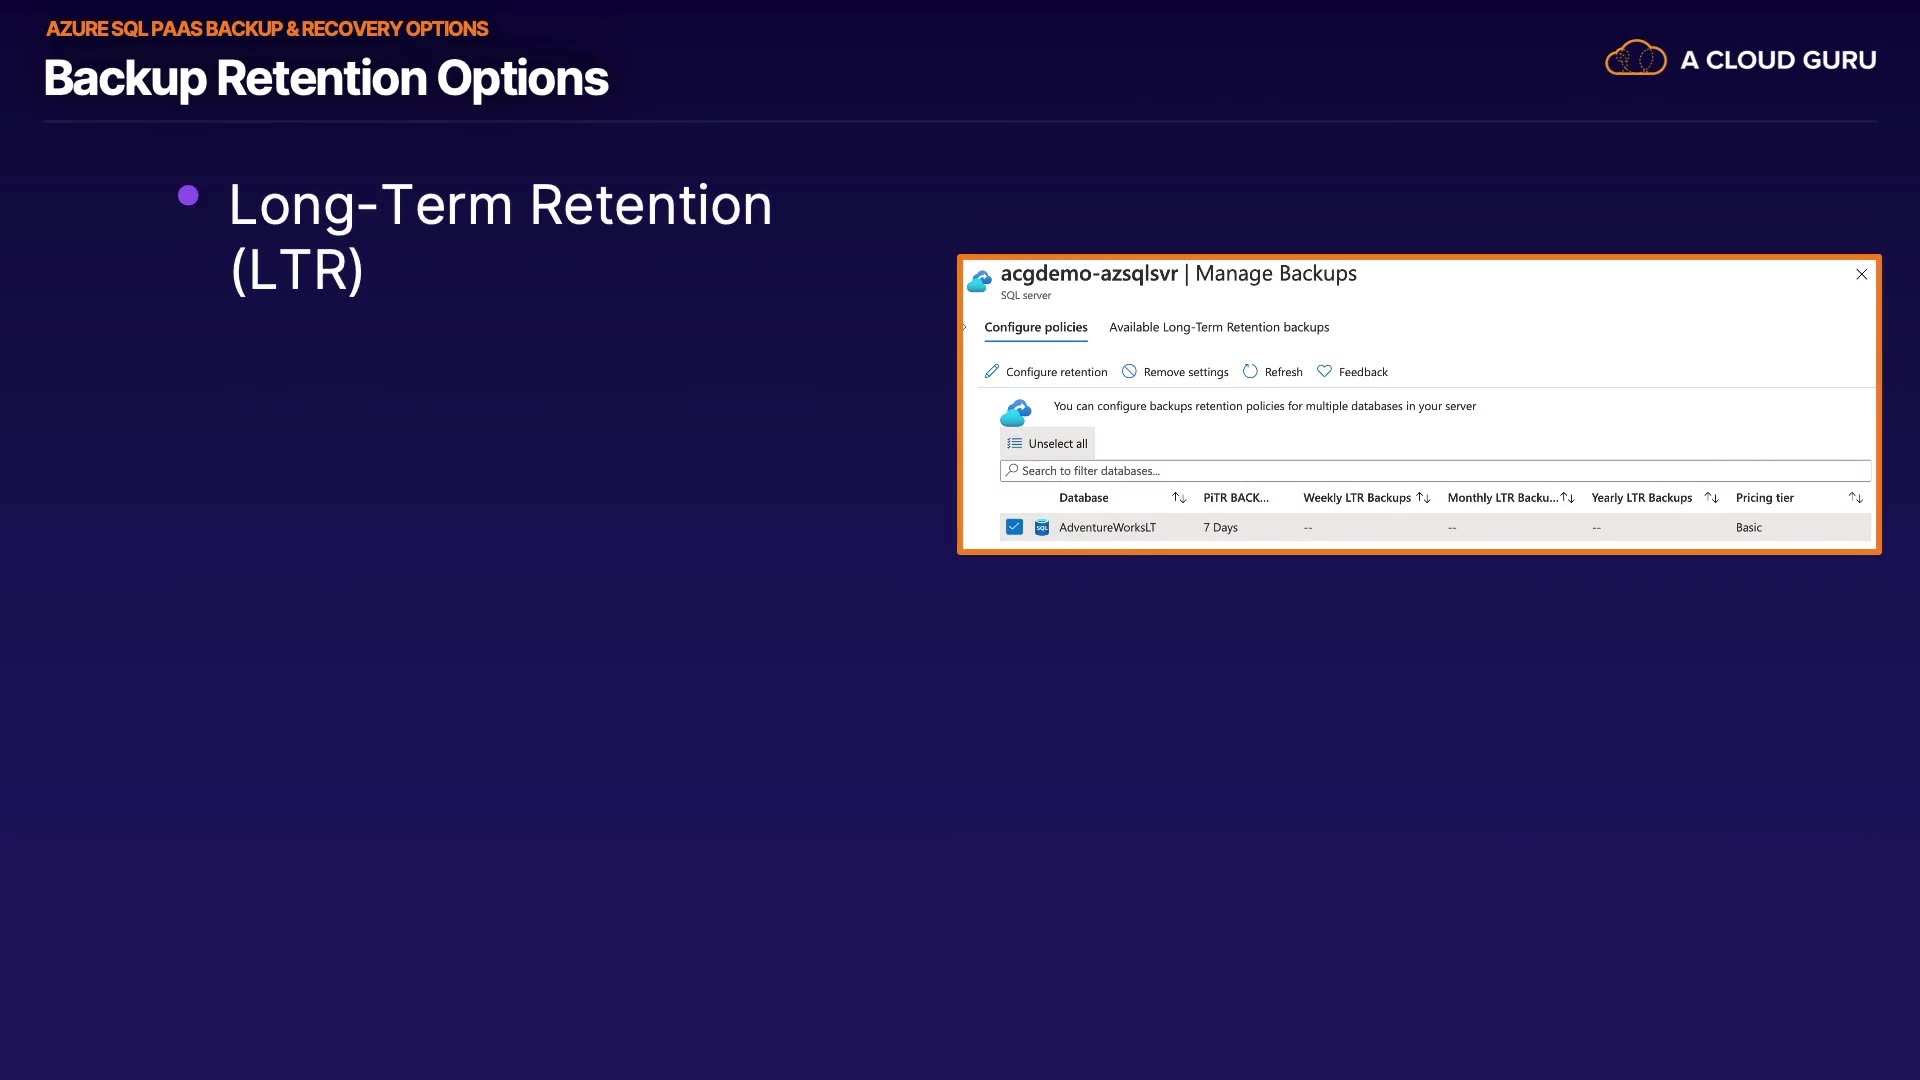 AZURE SQL PAAS BACKUP & RECOVERY OPTIONS
Backup Retention Options
A CLOUD GURU
Long-Term Retention
(LTR)
acgdemo-azsqlsvr | Manage Backups
SQL server
Configure policies Available Long-Term Retention backups
Configure retention Remove settings Refresh Feedback
You can configure backups retention policies for multiple databases in your server
Unselect all
Search to filter databases...
Database PiTR BACK... Weekly LTR Backups Monthly LTR Backu... Yearly LTR Backups Pricing tier
SQL AdventureWorksLT 7 Days -- -- -- Basic